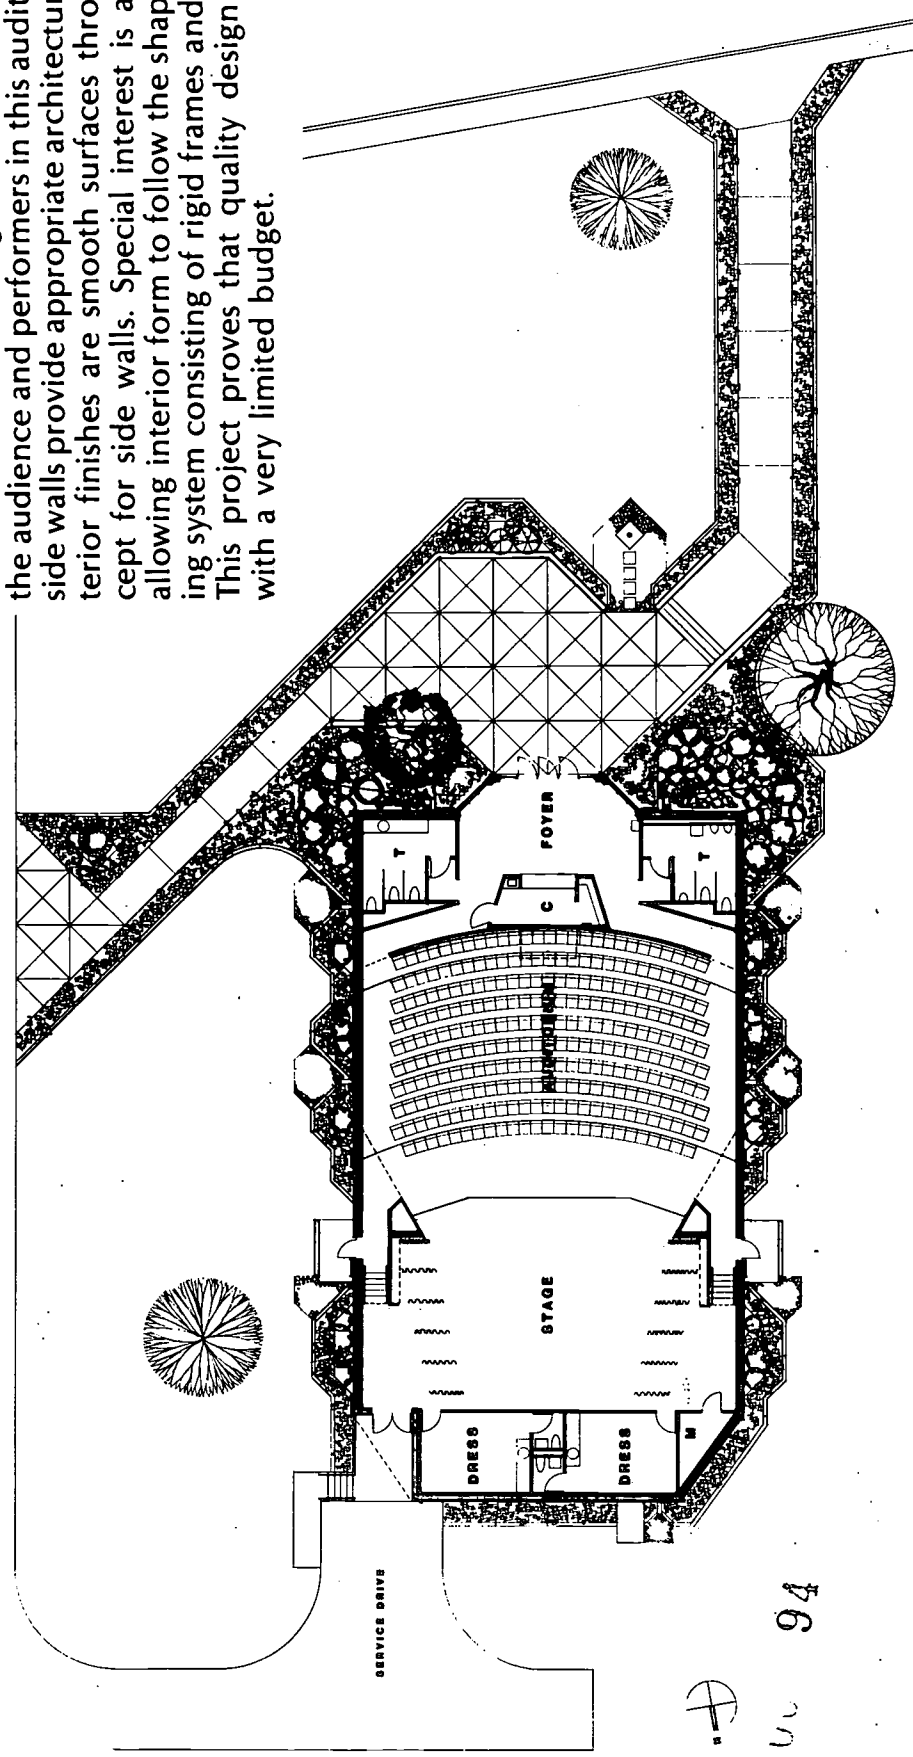 the audience and performers in this audit
side walls provide appropriate architectur
terior finishes are smooth surfaces thro
cept for side walls. Special interest is a
allowing interior form to follow the shap
ing system consisting of rigid frames and
This project proves that quality design
with a very limited budget.
T
FOYER
T
C
AUDITORIUM
STAGE
DRESS
DRESS
M
SERVICE DRIVE
94